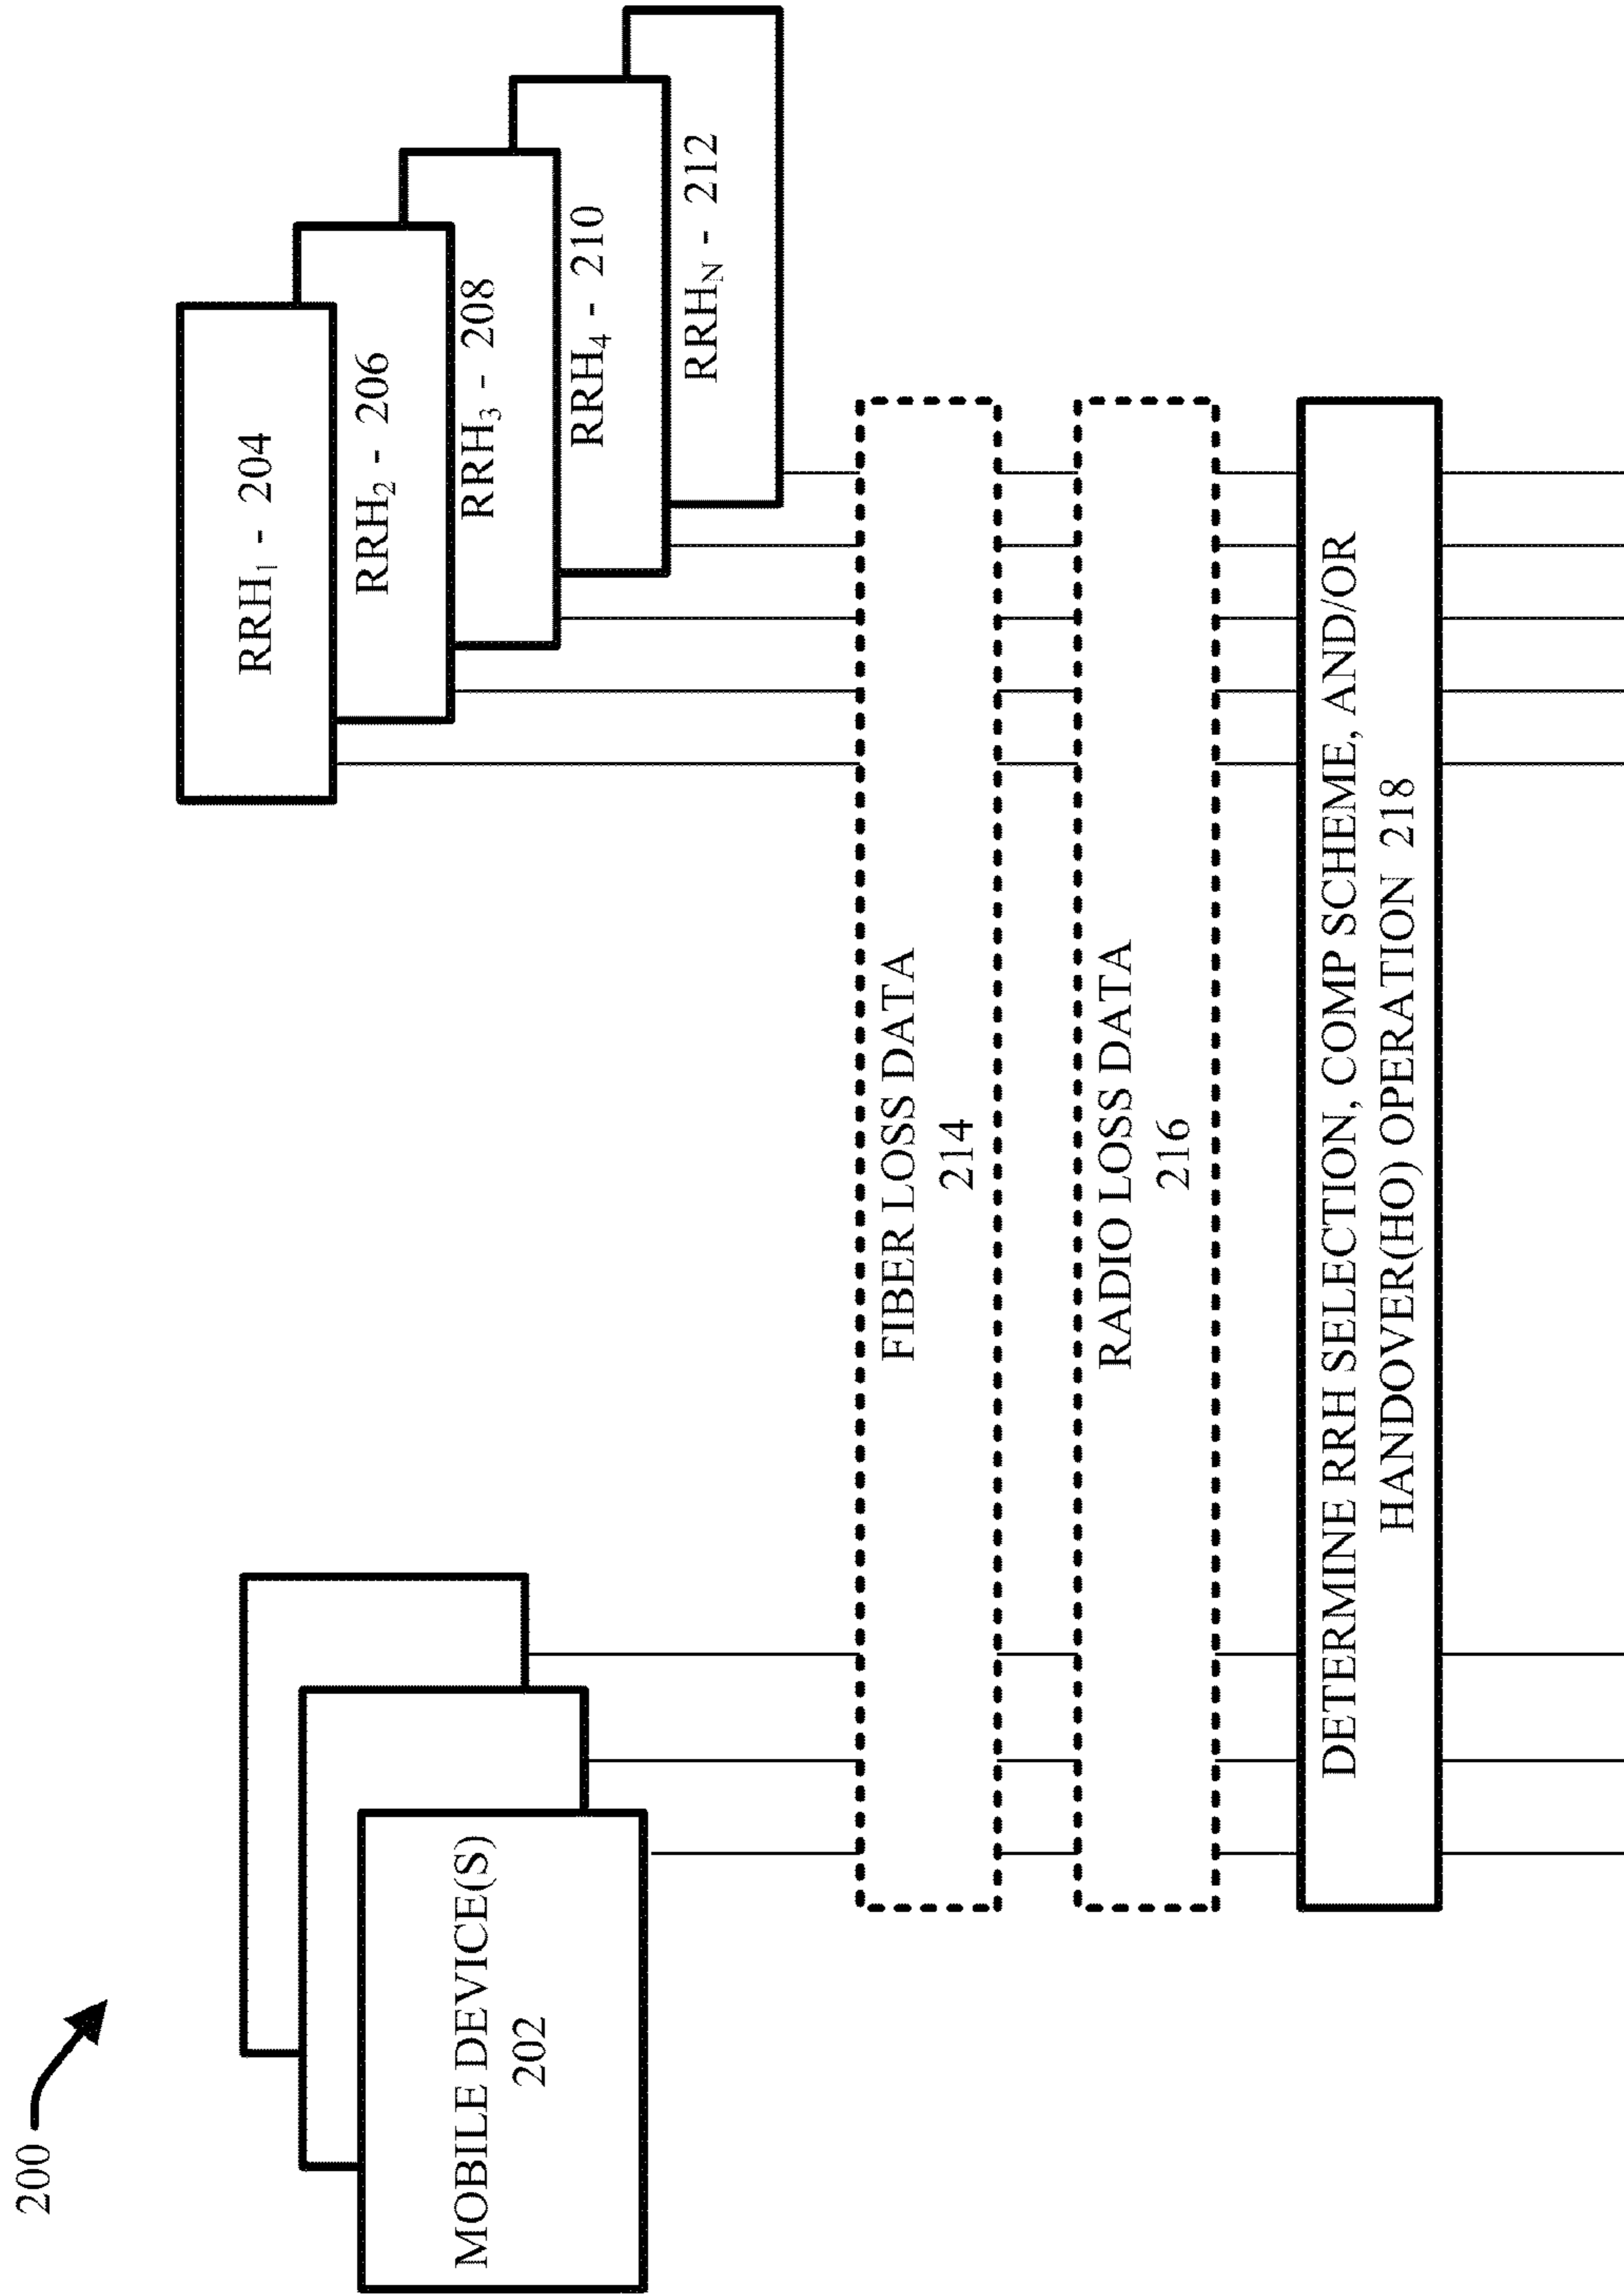 200
MOBILE DEVICE(S)
202
RRH1 - 204
RRH2 - 206
RRH3 - 208
RRH4 - 210
RRHN - 212
FIBER LOSS DATA
214
RADIO LOSS DATA
216
DETERMINE RRH SELECTION, COMP SCHEME, AND/OR
HANDOVER(HO) OPERATION 218